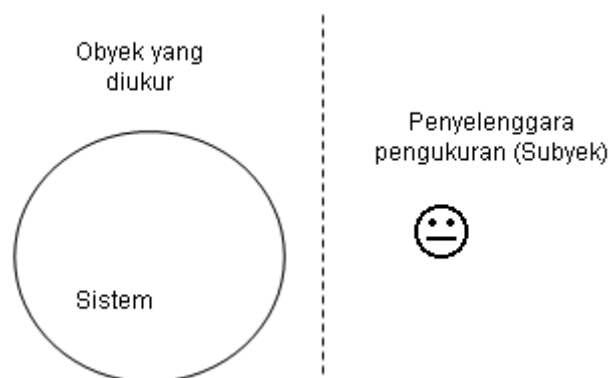 Obyek yang
diukur
Penyelenggara
pengukuran (Subyek)
Sistem